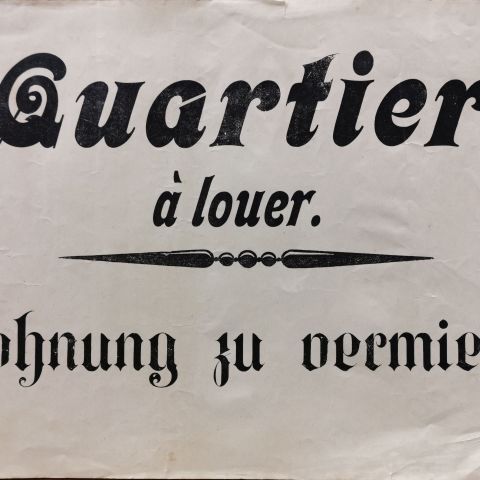 Quartier
à louer.
ohnung zu vermie